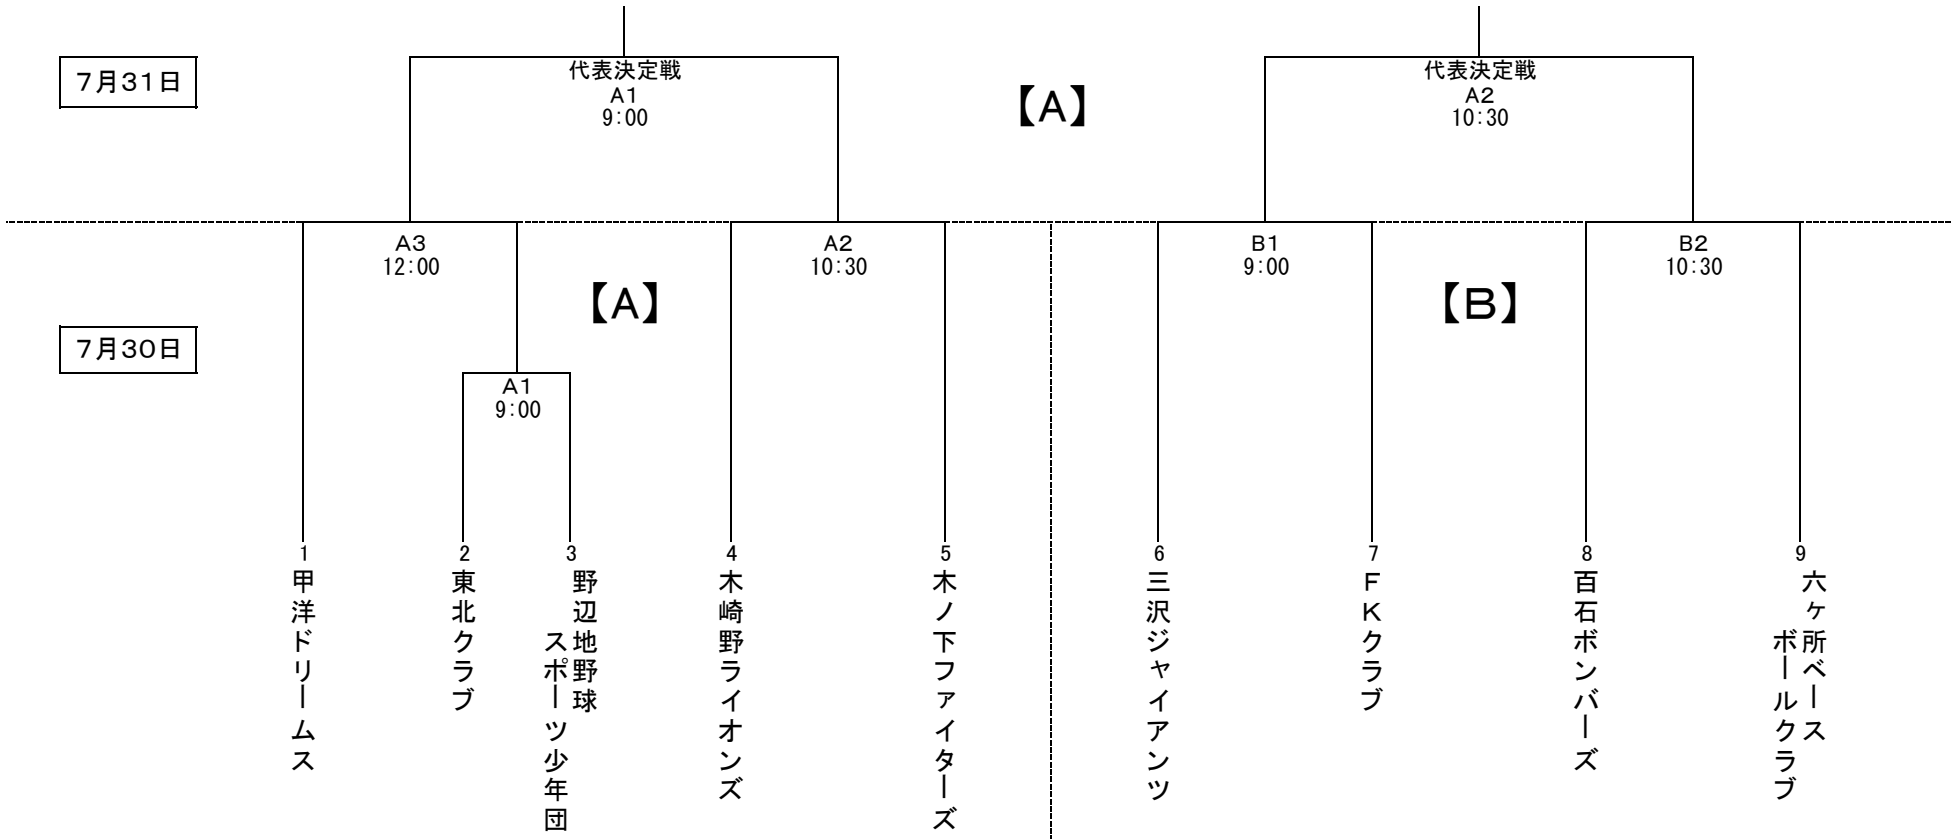 7月31日
代表決定戦
A1
9:00
【A】
代表決定戦
A2
10:30
A3
12:00
A2
10:30
B1
9:00
B2
10:30
【A】
【B】
7月30日
A1
9:00
1
甲洋ドリームス
2
東北クラブ
3
野辺地野球
スポーツ少年団
4
木崎野ライオンズ
5
木ノ下ファイターズ
6
三沢ジャイアンツ
7
FKクラブ
8
百石ボンバーズ
9
六ヶ所ベース
ボールクラブ